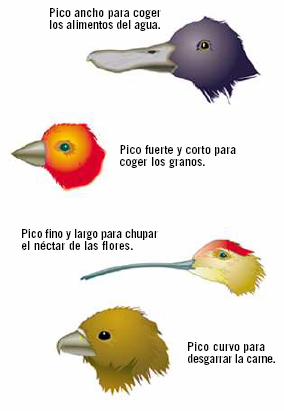 Pico ancho para coger
los alimentos del agua.
Pico fuerte y corto para
coger los granos.
Pico fino y largo para chupar
el néctar de las flores.
Pico curvo para
desgarrar la carne.